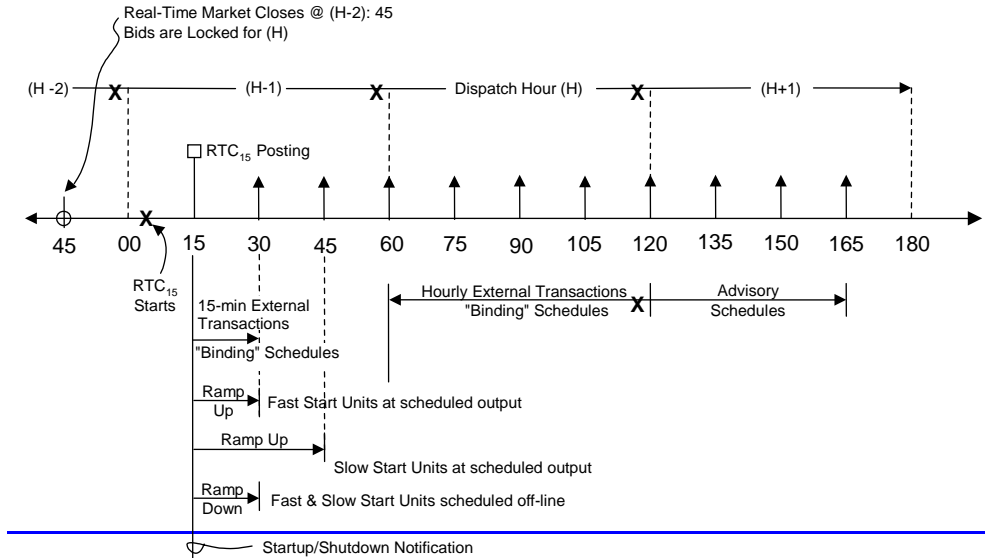 Real-Time Market Closes @ (H-2): 45
Bids are Locked for (H)
(H -2) X (H-1) X Dispatch Hour (H) X (H+1)
RTC15 Posting
X
45 00 15 30 45 60 75 90 105 120 135 150 165 180
RTC15
Starts
15-min External
Transactions
"Binding" Schedules
Hourly External Transactions
"Binding" Schedules X
Advisory
Schedules
Ramp
Up
Fast Start Units at scheduled output
Ramp Up
Slow Start Units at scheduled output
Ramp
Down
Fast & Slow Start Units scheduled off-line
Startup/Shutdown Notification